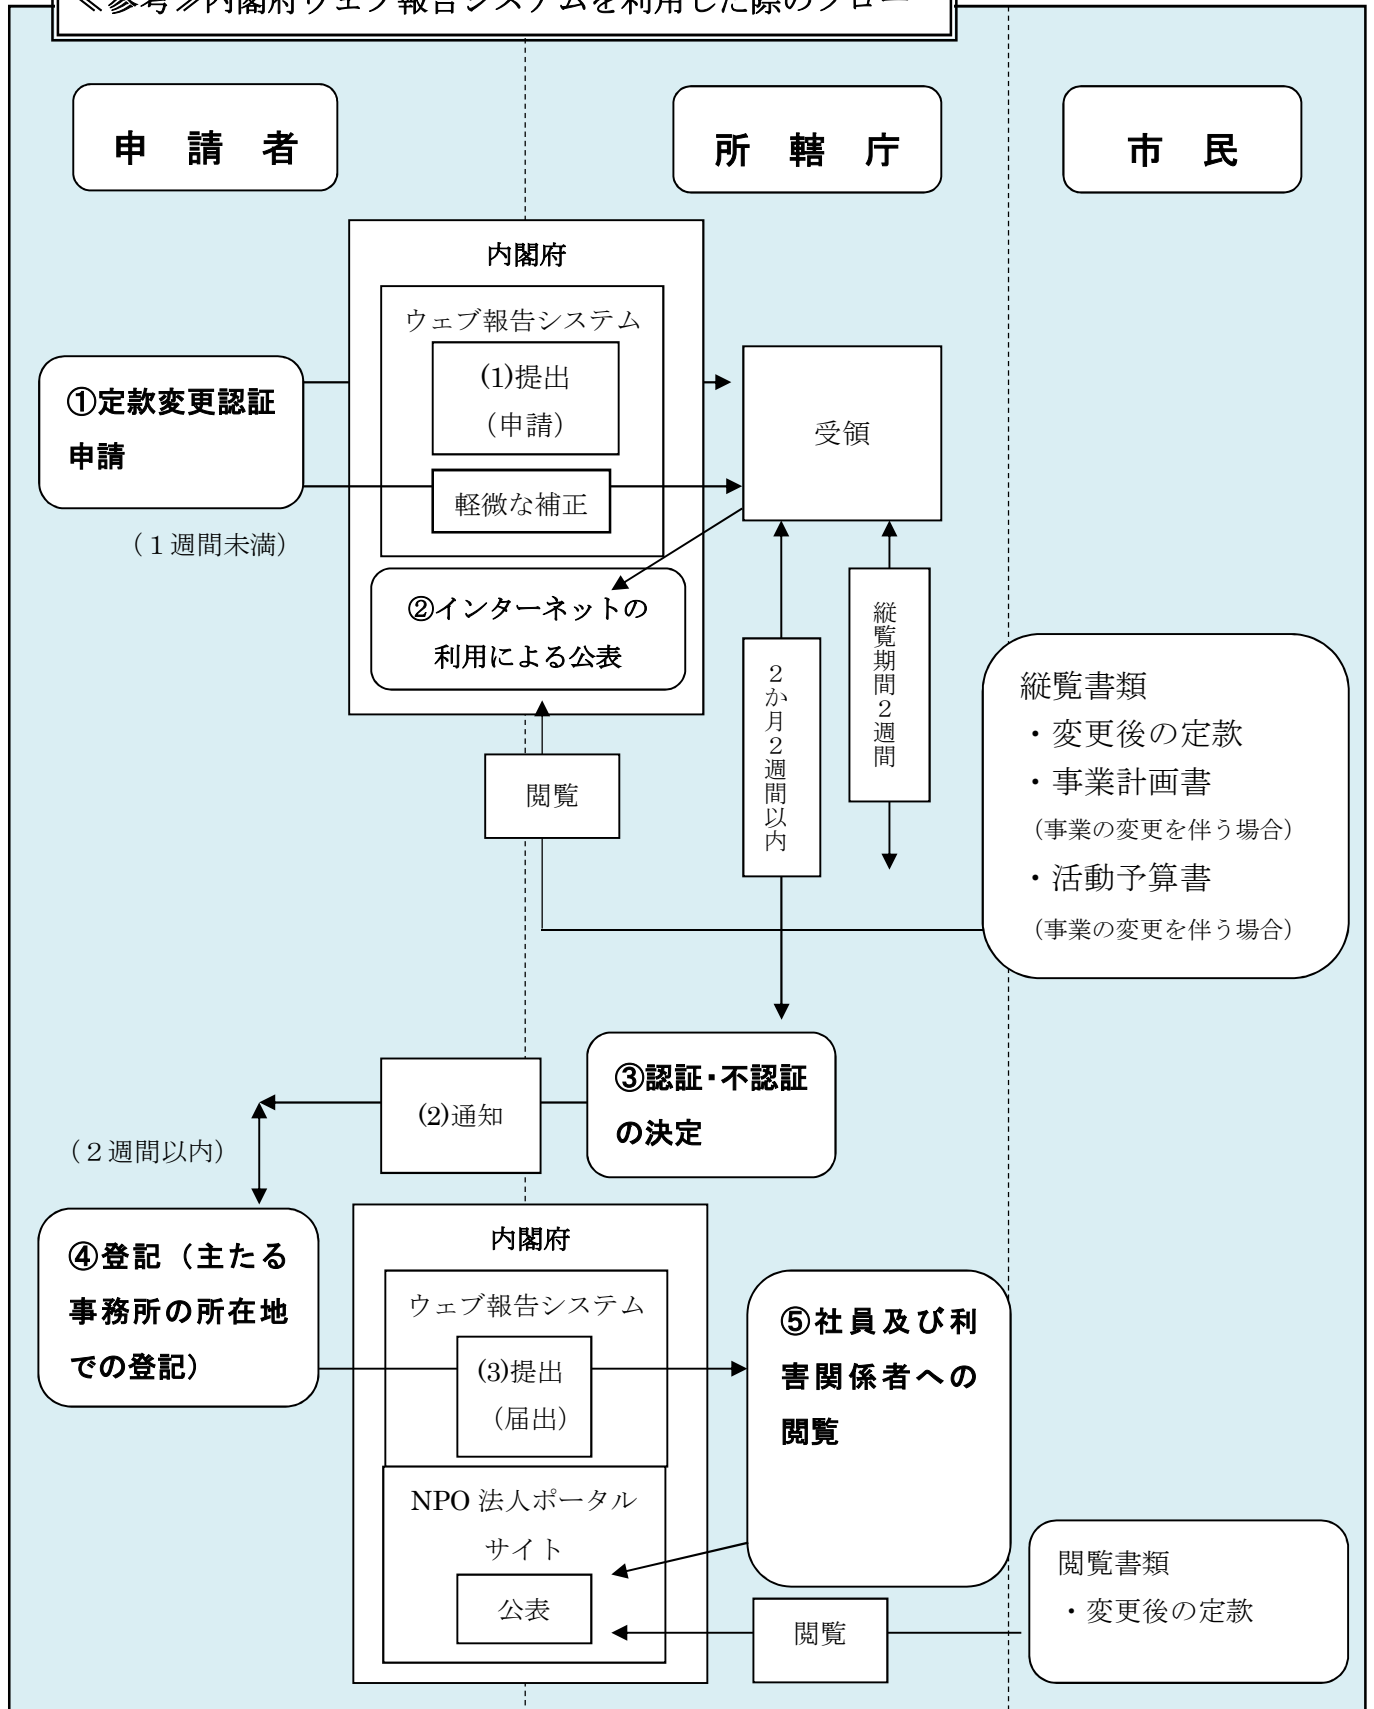 ≪参考≫内閣府ウェブ報告システムを利用した際のフロー
申　請　者
所　轄　庁
市　民
内閣府
ウェブ報告システム
(1)提出
（申請）
①定款変更認証
申請
受領
軽微な補正
（１週間未満）
②インターネットの
利用による公表
縦覧期間２週間
２か月２週間以内
縦覧書類
・変更後の定款
・事業計画書
（事業の変更を伴う場合）
・活動予算書
（事業の変更を伴う場合）
閲覧
③認証・不認証
の決定
(2)通知
（２週間以内）
④登記（主たる
事務所の所在地
での登記）
内閣府
ウェブ報告システム
(3)提出
（届出）
⑤社員及び利
害関係者への
閲覧
NPO 法人ポータル
サイト
公表
閲覧
閲覧書類
・変更後の定款